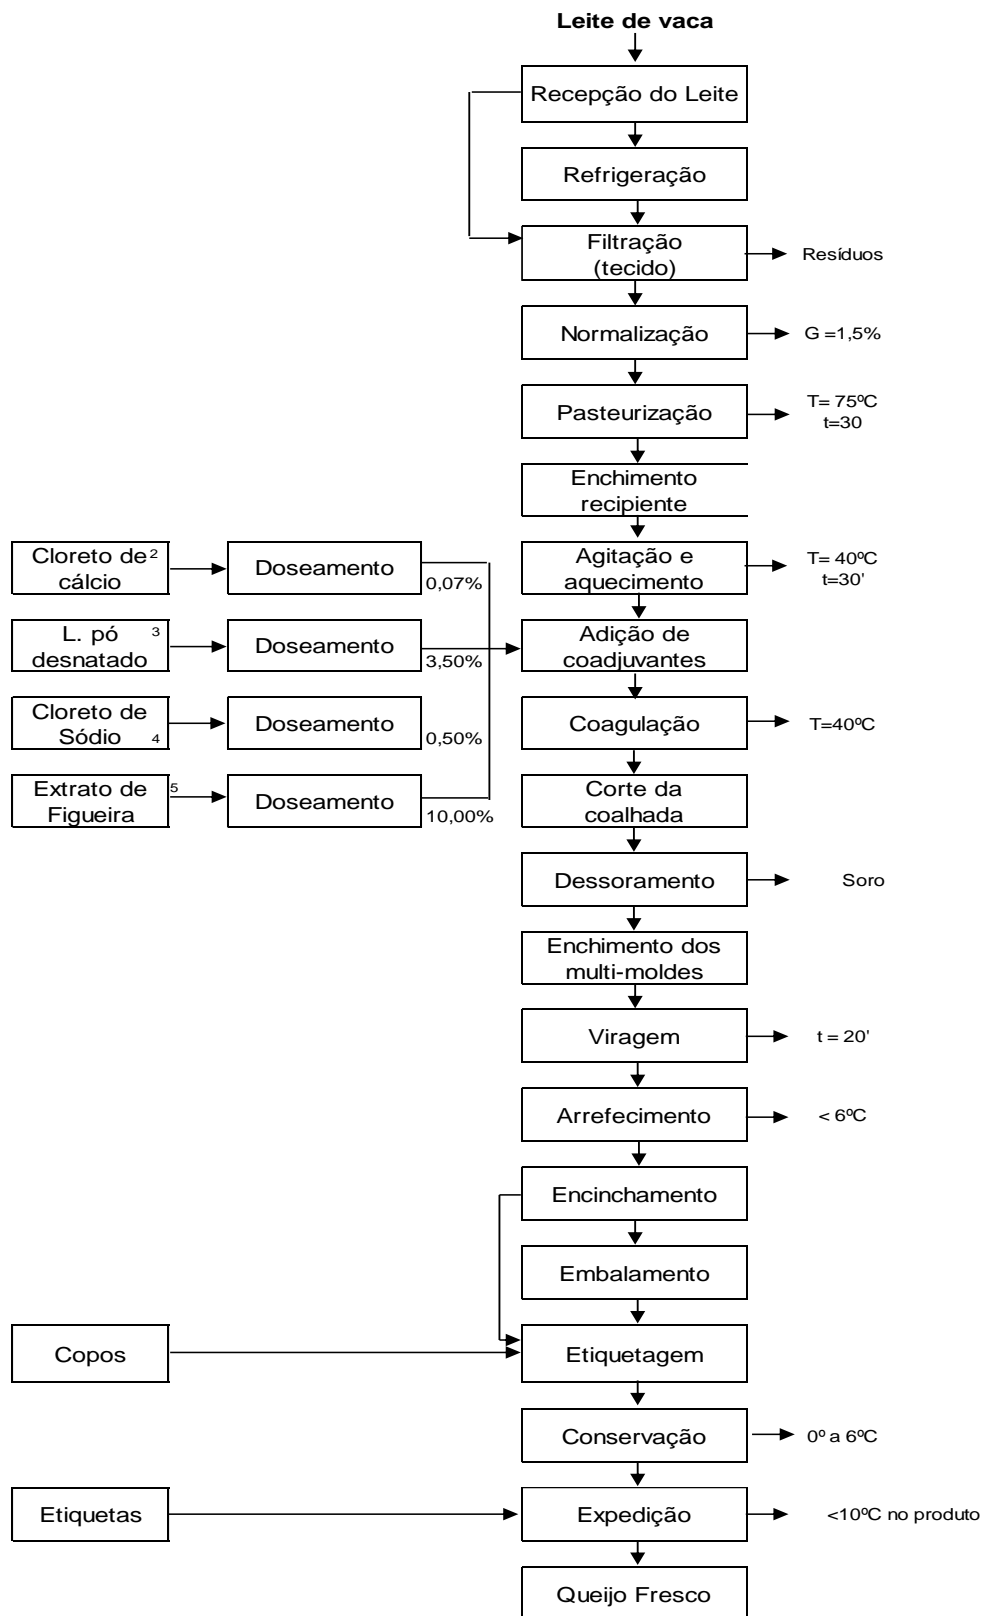 Leite de vaca
Recepção do Leite
Refrigeração
Filtração
(tecido)
Resíduos
Normalização
G =1,5%
Pasteurização
T= 75ºC
t=30
Enchimento
recipiente
Cloreto de 2
cálcio
Doseamento
0,07%
Agitação e
aquecimento
T= 40ºC
t=30'
L. pó 3
desnatado
Doseamento
3,50%
Adição de
coadjuvantes
Cloreto de
Sódio 4
Doseamento
0,50%
Coagulação
T=40ºC
Extrato de 5
Figueira
Doseamento
10,00%
Corte da
coalhada
Dessoramento
Soro
Enchimento dos
multi-moldes
Viragem
t = 20'
Arrefecimento
< 6ºC
Encinchamento
Embalamento
Copos
Etiquetagem
Conservação
0º a 6ºC
Etiquetas
Expedição
<10ºC no produto
Queijo Fresco